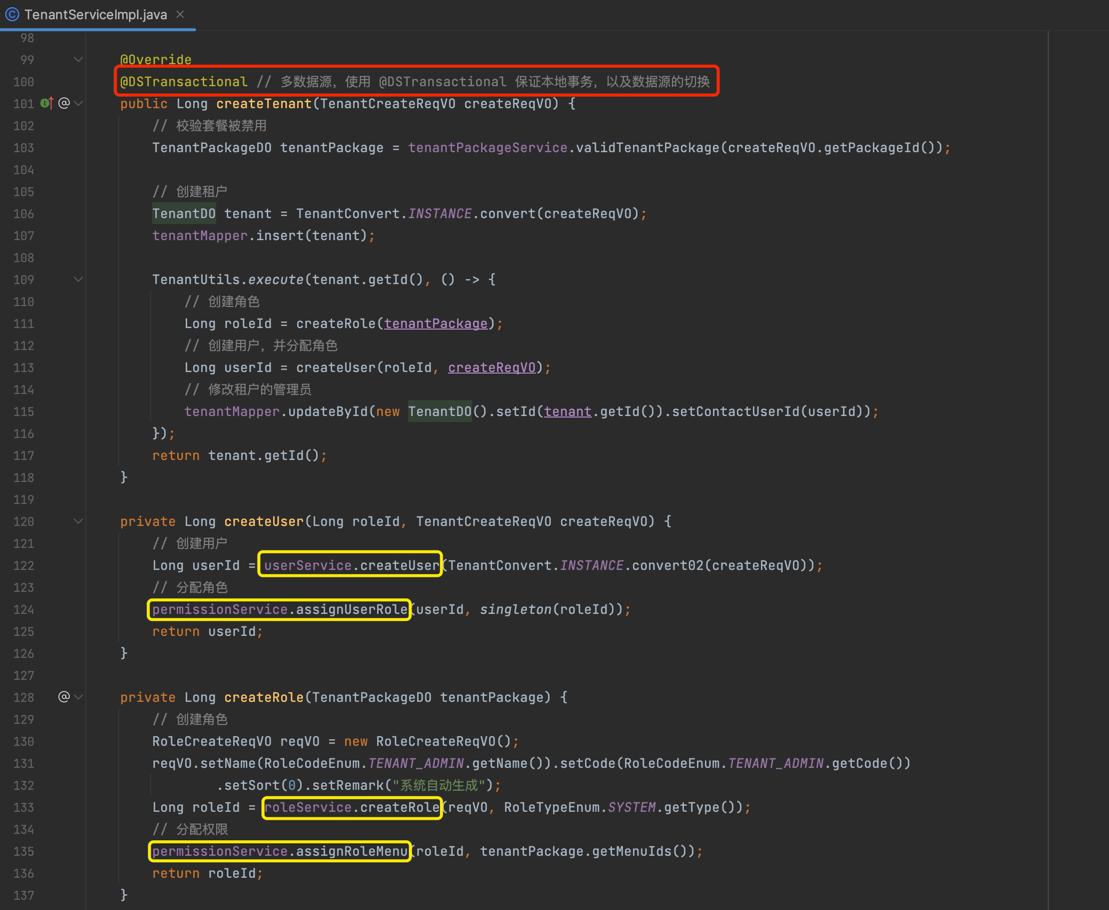 TenantServiceImpl.java ×
98
99 @Override
100 @DSTransactional // 多数据源，使用 @DSTransactional 保证本地事务，以及数据源的切换
101 public Long createTenant(TenantCreateReqVO createReqVO) {
102 // 校验套餐被禁用
103 TenantPackageDO tenantPackage = tenantPackageService.validTenantPackage(createReqVO.getPackageId());
104
105 // 创建租户
106 TenantDO tenant = TenantConvert.INSTANCE.convert(createReqVO);
107 tenantMapper.insert(tenant);
108
109 TenantUtils.execute(tenant.getId(), () -> {
110 // 创建角色
111 Long roleId = createRole(tenantPackage);
112 // 创建用户，并分配角色
113 Long userId = createUser(roleId, createReqVO);
114 // 修改租户的管理员
115 tenantMapper.updateById(new TenantDO().setId(tenant.getId()).setContactUserId(userId));
116 });
117 return tenant.getId();
118 }
119
120 private Long createUser(Long roleId, TenantCreateReqVO createReqVO) {
121 // 创建用户
122 Long userId = userService.createUser(TenantConvert.INSTANCE.convert02(createReqVO));
123 // 分配角色
124 permissionService.assignUserRole(userId, singleton(roleId));
125 return userId;
126 }
127
128 private Long createRole(TenantPackageDO tenantPackage) {
129 // 创建角色
130 RoleCreateReqVO reqVO = new RoleCreateReqVO();
131 reqVO.setName(RoleCodeEnum.TENANT_ADMIN.getName()).setCode(RoleCodeEnum.TENANT_ADMIN.getCode())
132 .setSort(0).setRemark("系统自动生成");
133 Long roleId = roleService.createRole(reqVO, RoleTypeEnum.SYSTEM.getType());
134 // 分配权限
135 permissionService.assignRoleMenu(roleId, tenantPackage.getMenuIds());
136 return roleId;
137 }